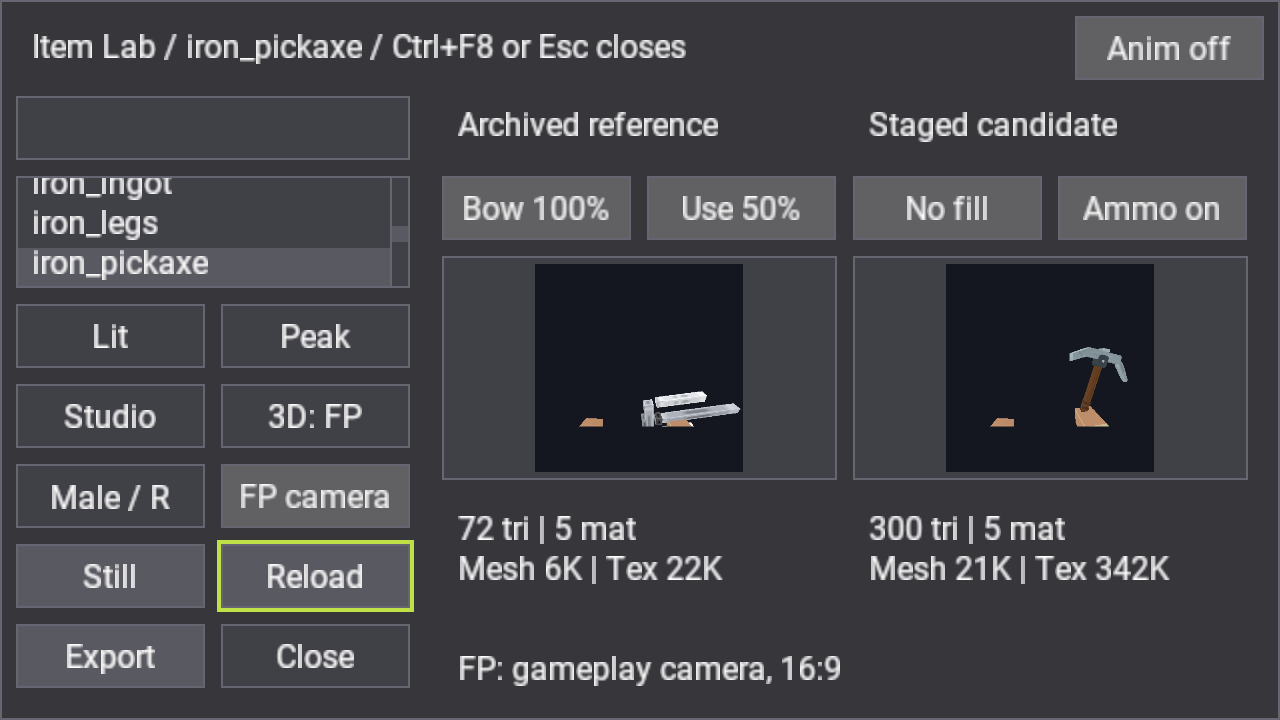 Item Lab / iron_pickaxe / Ctrl+F8 or Esc closes
Anim off
Archived reference
Staged candidate
iron_ingot
iron_legs
iron_pickaxe
Bow 100%
Use 50%
No fill
Ammo on
Lit
Peak
Studio
3D: FP
Male / R
FP camera
Still
Reload
Export
Close
72 tri | 5 mat
Mesh 6K | Tex 22K
300 tri | 5 mat
Mesh 21K | Tex 342K
FP: gameplay camera, 16:9